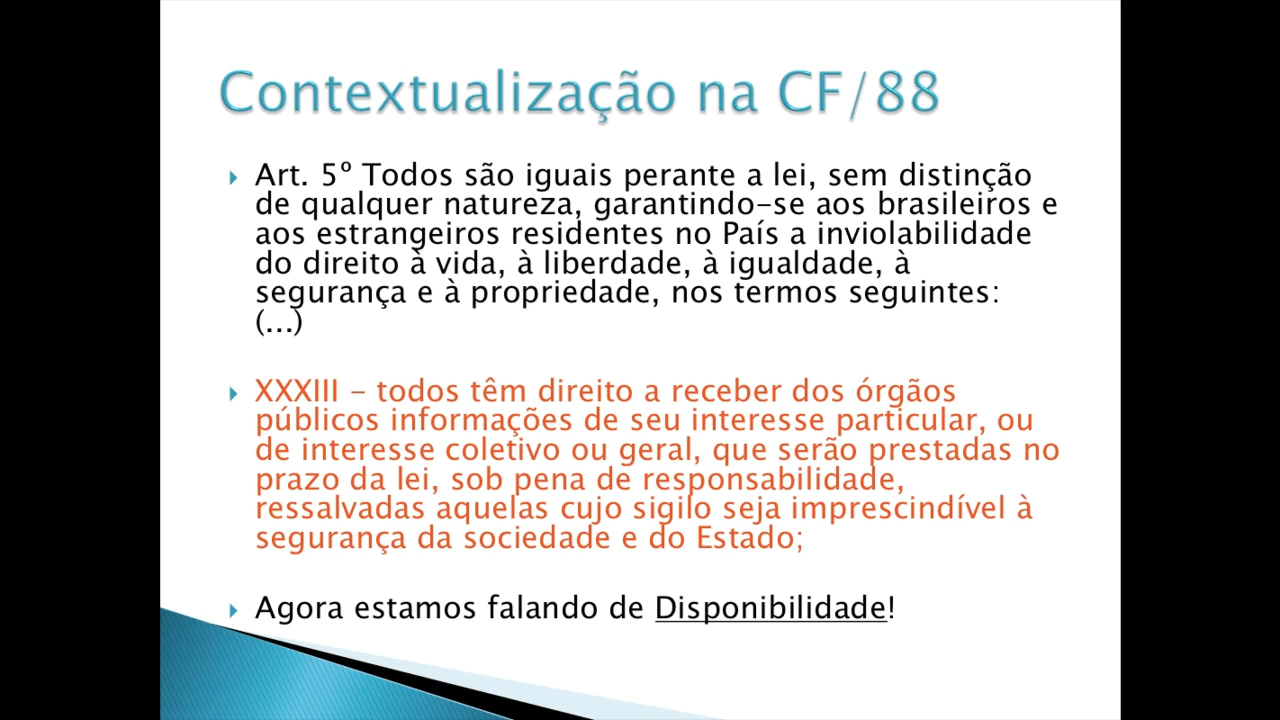 Contextualização na CF/88
Art. 5º Todos são iguais perante a lei, sem distinção
de qualquer natureza, garantindo-se aos brasileiros e
aos estrangeiros residentes no País a inviolabilidade
do direito à vida, à liberdade, à igualdade, à
segurança e à propriedade, nos termos seguintes:
(...)
XXXIII - todos têm direito a receber dos órgãos
públicos informações de seu interesse particular, ou
de interesse coletivo ou geral, que serão prestadas no
prazo da lei, sob pena de responsabilidade,
ressalvadas aquelas cujo sigilo seja imprescindível à
segurança da sociedade e do Estado;
Agora estamos falando de Disponibilidade!